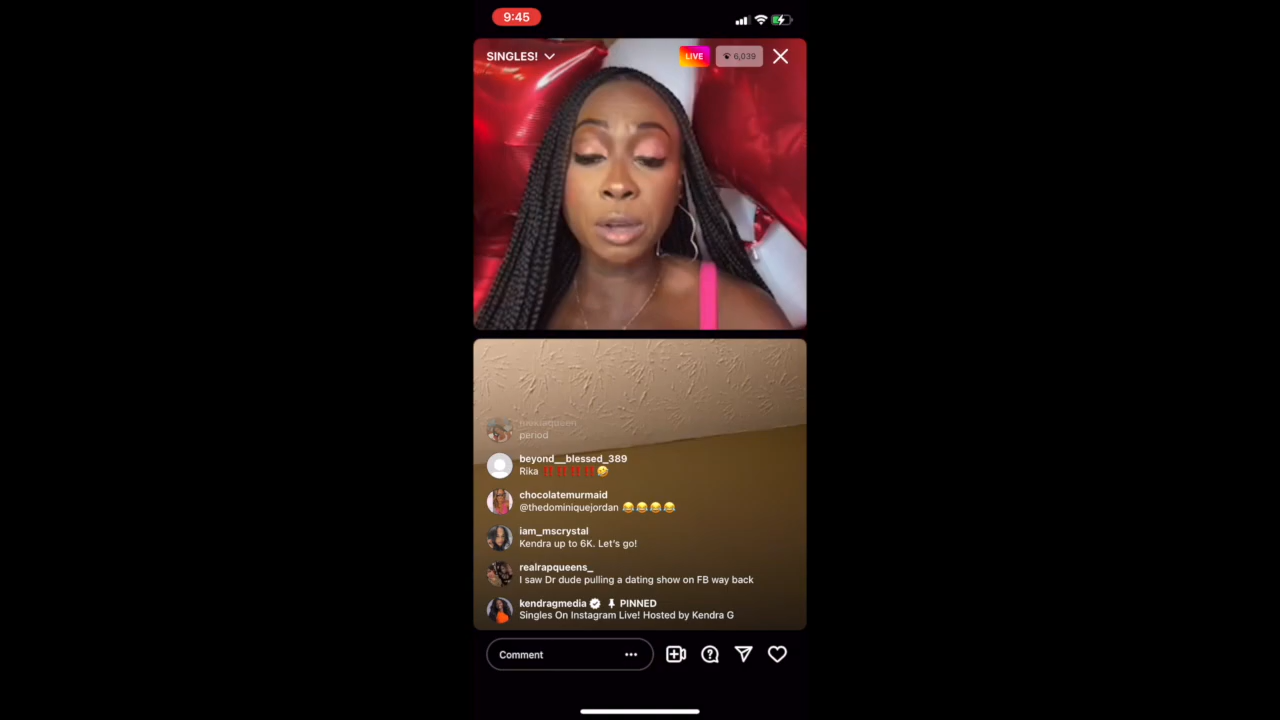 9:45
SINGLES!
LIVE
6,039
period
beyond__blessed_389
Rika ‼️‼️‼️‼️🤣
chocolatemurmaid
@thedominiquejordan 😂😂😂😂
iam_mscrystal
Kendra up to 6K. Let's go!
realrapqueens_
I saw Dr dude pulling a dating show on FB way back
kendragmedia PINNED
Singles On Instagram Live! Hosted by Kendra G
Comment